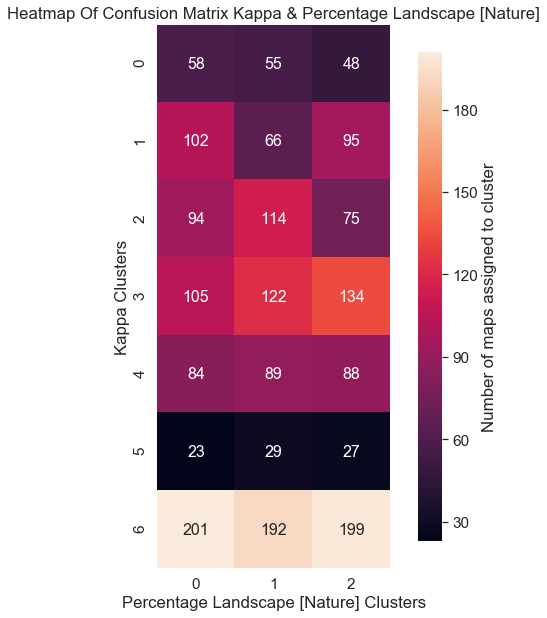 Heatmap Of Confusion Matrix Kappa & Percentage Landscape [Nature]
Kappa Clusters
0 58 55 48
1 102 66 95
2 94 114 75
3 105 122 134
4 84 89 88
5 23 29 27
6 201 192 199
0 1 2
Percentage Landscape [Nature] Clusters
180
150
120
90
60
30
Number of maps assigned to cluster